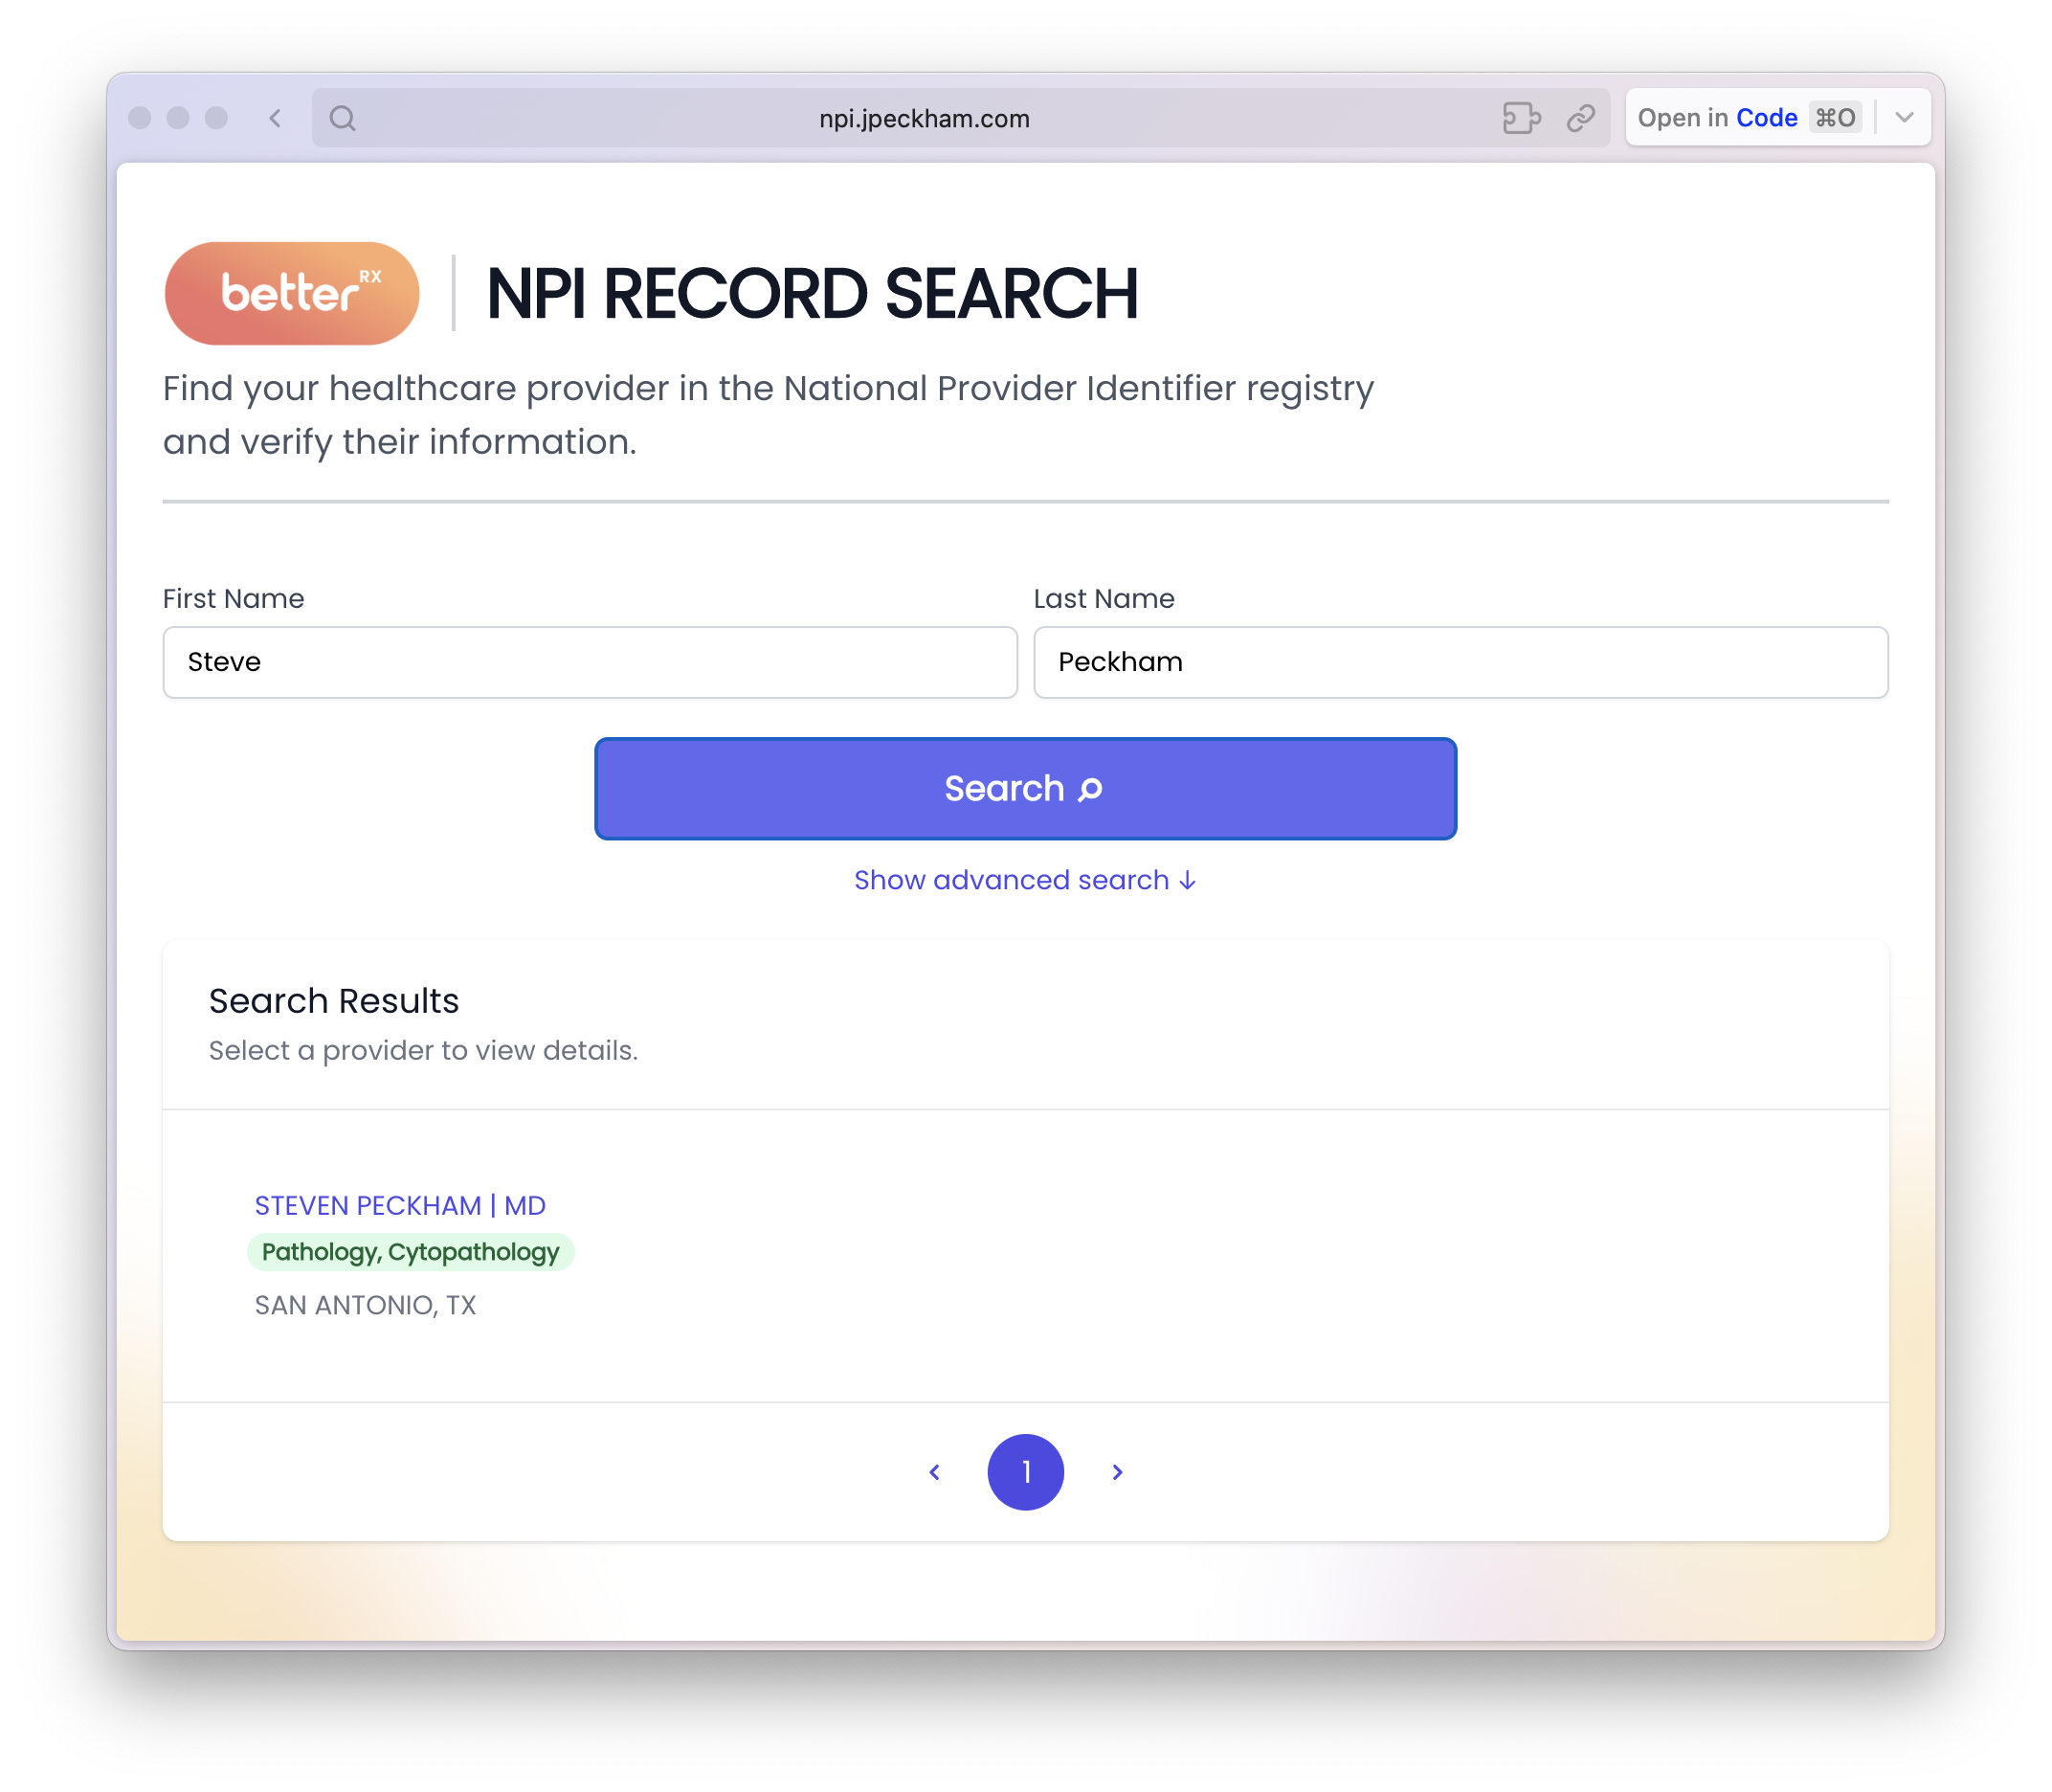 npi.jpeckham.com
Open in Code ⌘O
better RX
NPI RECORD SEARCH
Find your healthcare provider in the National Provider Identifier registry
and verify their information.
First Name
Last Name
Steve
Peckham
Search
Show advanced search ↓
Search Results
Select a provider to view details.
STEVEN PECKHAM | MD
Pathology, Cytopathology
SAN ANTONIO, TX
1